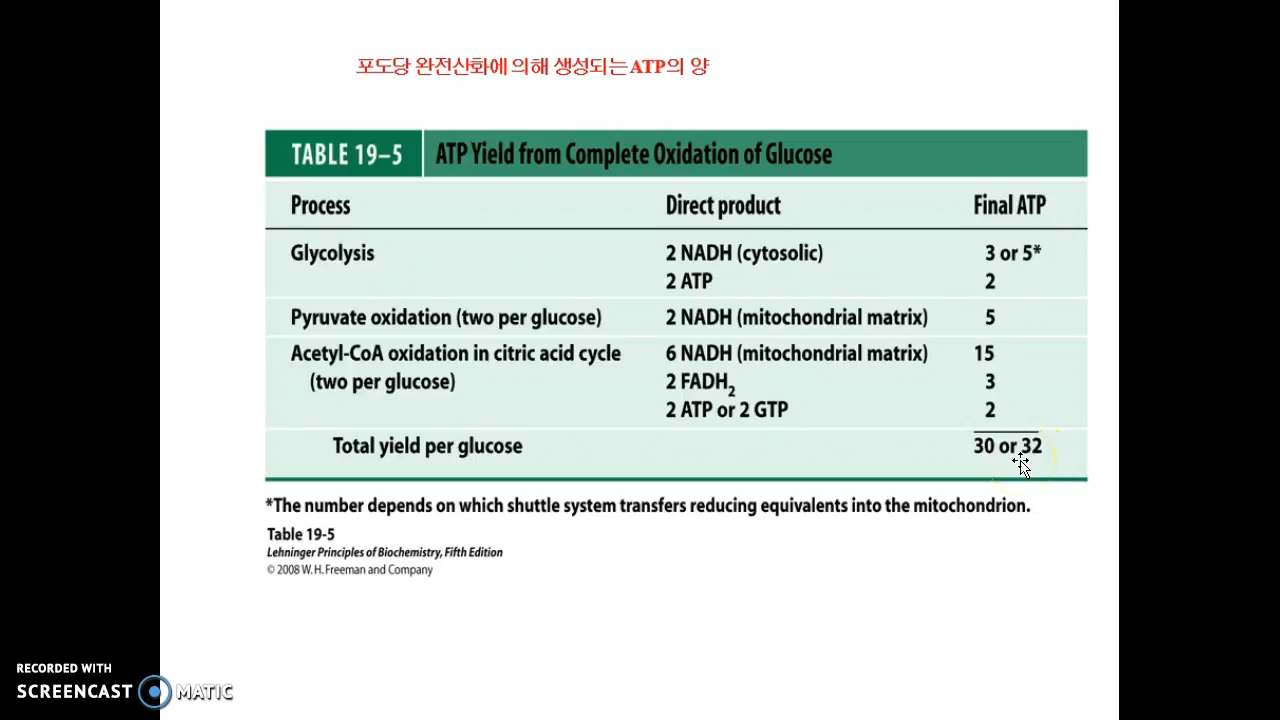 포도당 완전산화에 의해 생성되는 ATP의 양
TABLE 19–5 ATP Yield from Complete Oxidation of Glucose
Process Direct product Final ATP
Glycolysis 2 NADH (cytosolic) 3 or 5*
2 ATP 2
Pyruvate oxidation (two per glucose) 2 NADH (mitochondrial matrix) 5
Acetyl-CoA oxidation in citric acid cycle 6 NADH (mitochondrial matrix) 15
(two per glucose) 2 FADH₂ 3
2 ATP or 2 GTP 2
Total yield per glucose 30 or 32
*The number depends on which shuttle system transfers reducing equivalents into the mitochondrion.
Table 19-5
Lehninger Principles of Biochemistry, Fifth Edition
© 2008 W. H. Freeman and Company
RECORDED WITH
SCREENCAST MATIC